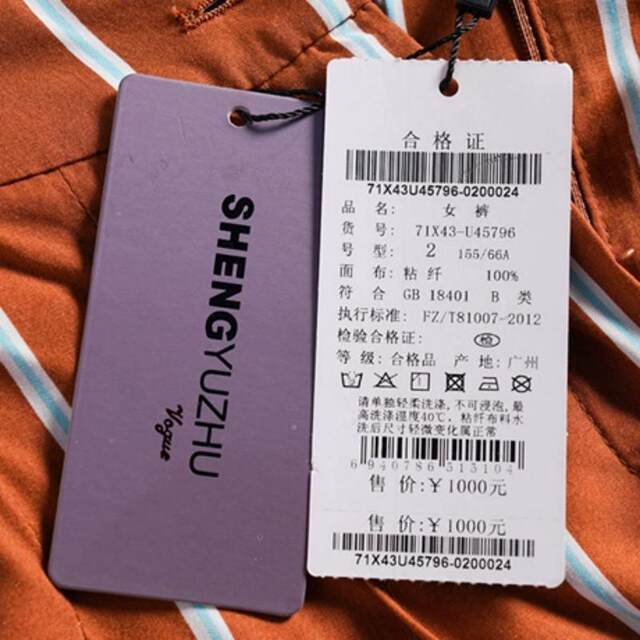 SHENGYUZHU
Vogue
合格证
71X43U45796-0200024
品名: 女裤
货号: 71X43-U45796
号型: 2 155/66A
面布: 粘纤 100%
符合 GB 18401 B 类
执行标准: FZ/T81007-2012
检验合格证: 检
等级: 合格品 产地: 广州
请单独轻柔洗涤, 不可浸泡, 最
高洗涤温度40℃, 粘纤布料水
洗后尺寸轻微变化属正常
6 940786 515104
售价: ¥1000元
售价: ¥1000元
71X43U45796-0200024